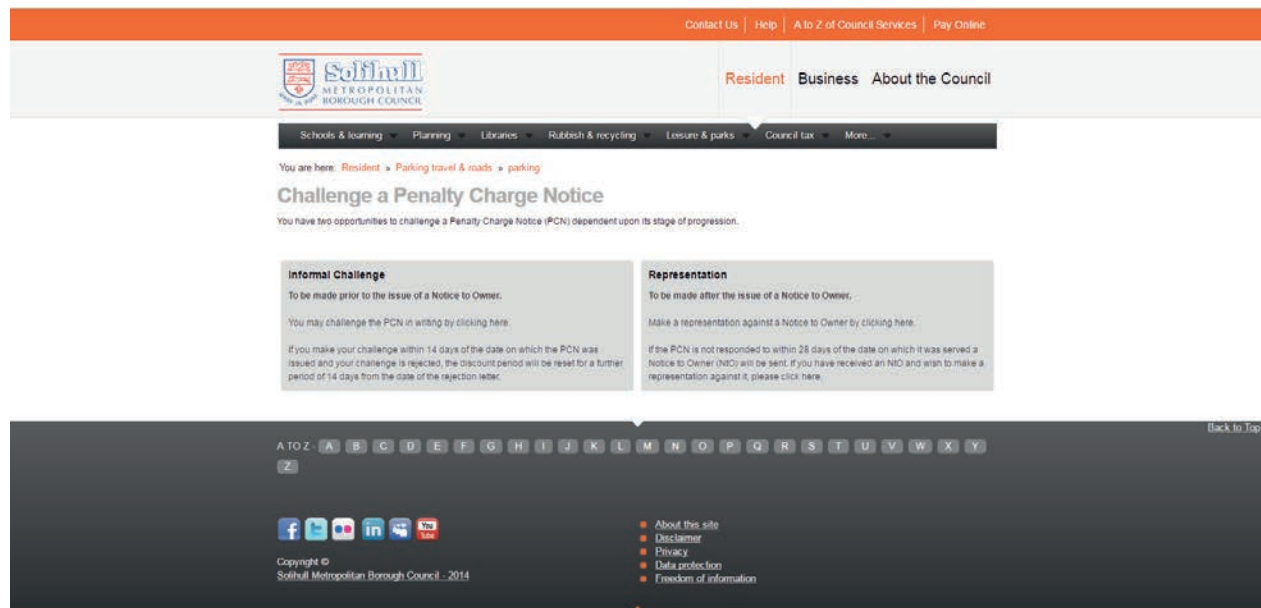 Contact Us Help A to Z of Council Services Pay Online
Solihull
METROPOLITAN
BOROUGH COUNCIL
Resident Business About the Council
Schools & learning Planning Libraries Rubbish & recycling Leisure & parks Council tax More...
You are here: Resident » Parking travel & roads » parking
Challenge a Penalty Charge Notice
You have two opportunities to challenge a Penalty Charge Notice (PCN) dependent upon its stage of progression.
Informal Challenge
To be made prior to the issue of a Notice to Owner.
You may challenge the PCN in writing by clicking here.
If you make your challenge within 14 days of the date on which the PCN was
issued and your challenge is rejected, the discount period will be reset for a further
period of 14 days from the date of the rejection letter.
Representation
To be made after the issue of a Notice to Owner.
Make a representation against a Notice to Owner by clicking here.
If the PCN is not responded to within 28 days of the date on which it was served a
Notice to Owner (NtO) will be sent. If you have received an NtO and wish to make a
representation against it, please click here.
Back to Top
A TO Z - A B C D E F G H I J K L M N O P Q R S T U V W X Y
Z
You
Tube
Copyright ©
Solihull Metropolitan Borough Council - 2014
About this site
Disclaimer
Privacy
Data protection
Freedom of information